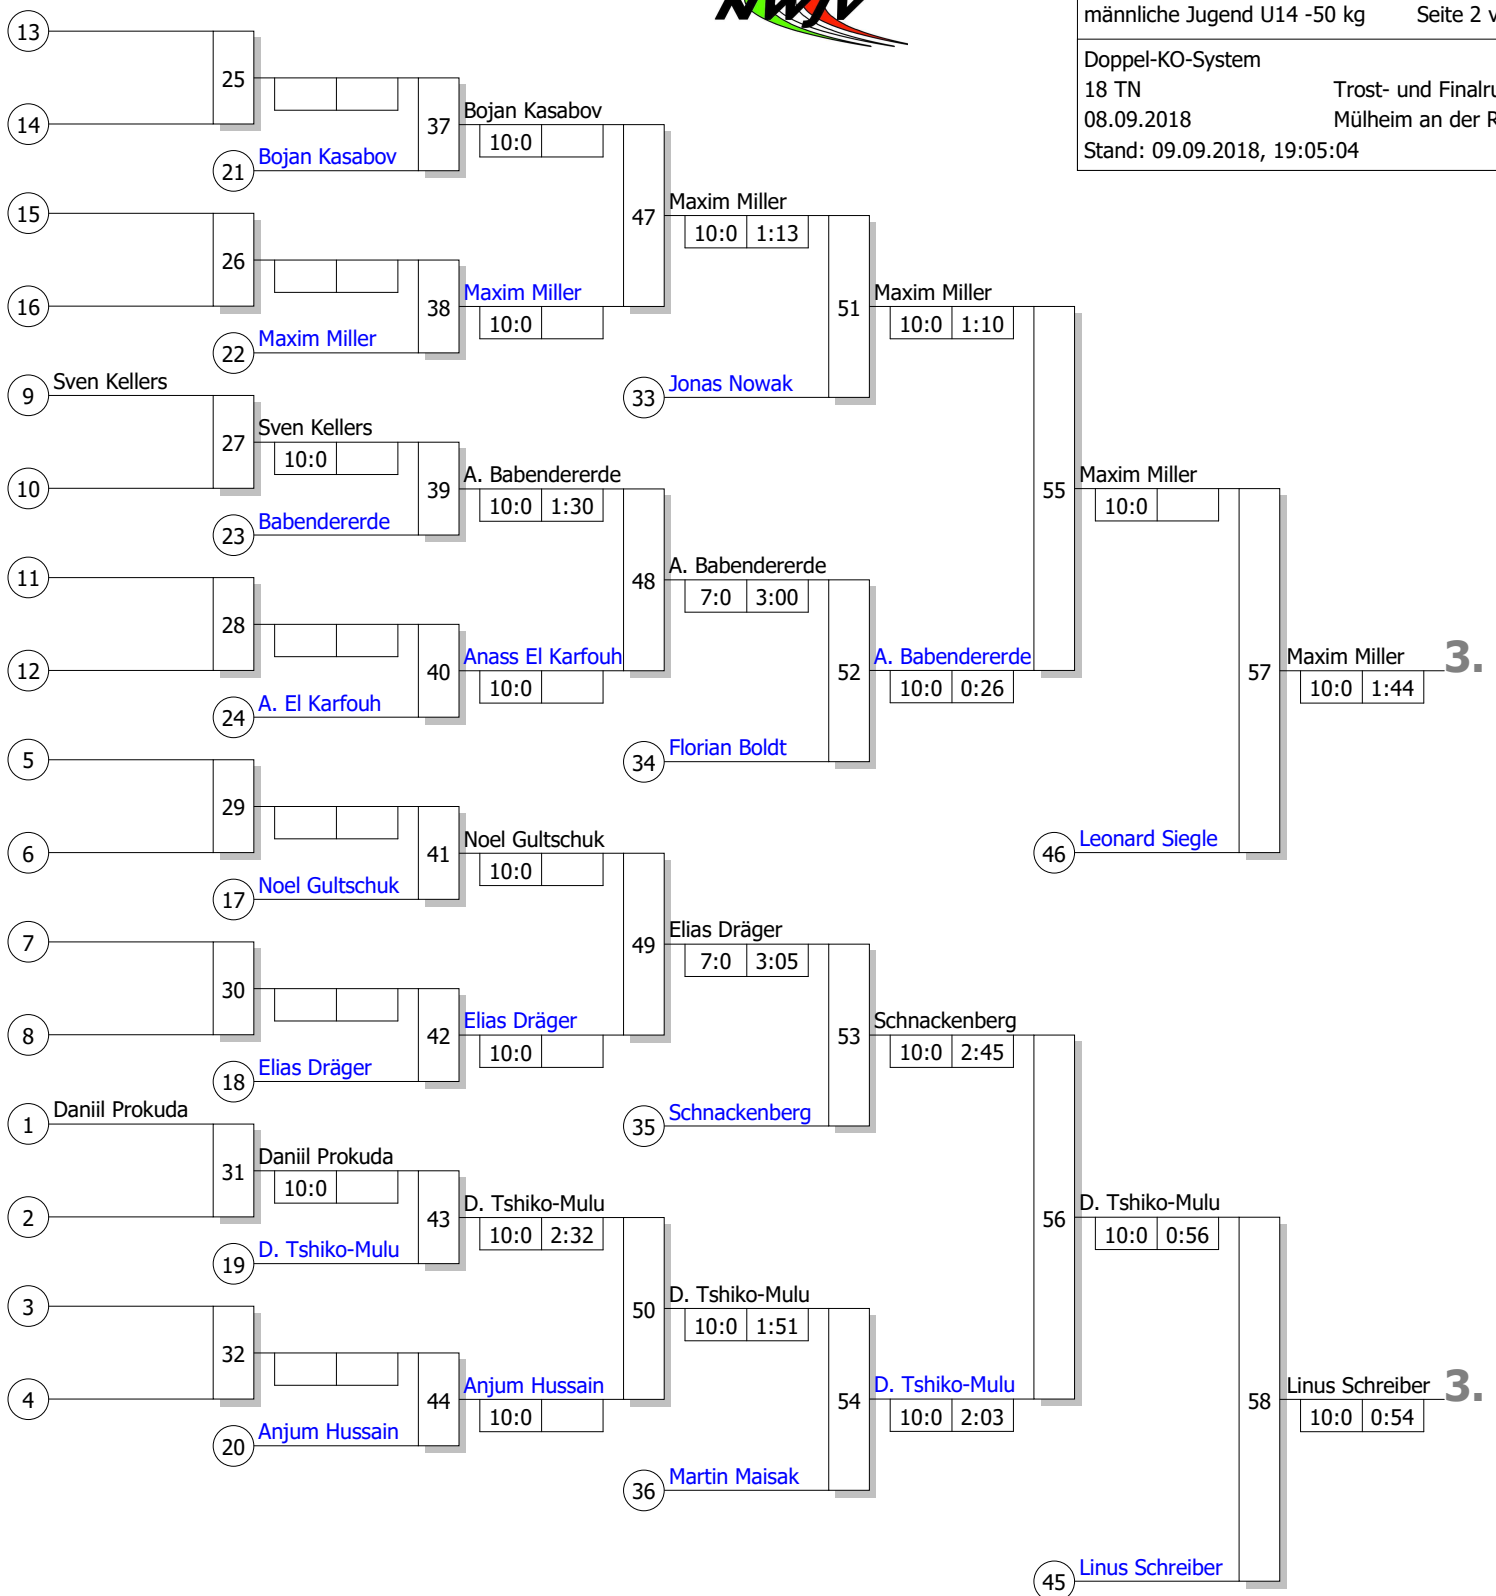 NWJV
männliche Jugend U14 -50 kg Seite 2 v
Doppel-KO-System
18 TN Trost- und Finalru
08.09.2018 Mülheim an der R
Stand: 09.09.2018, 19:05:04
13
25
14
37
Bojan Kasabov
10:0
21
Bojan Kasabov
15
26
16
38
Maxim Miller
10:0
22
Maxim Miller
47
Maxim Miller
10:0 1:13
51
Maxim Miller
10:0 1:10
33
Jonas Nowak
9
Sven Kellers
27
Sven Kellers
10:0
10
39
A. Babendererde
10:0 1:30
23
Babendererde
11
28
12
40
Anass El Karfouh
10:0
24
A. El Karfouh
48
A. Babendererde
7:0 3:00
52
A. Babendererde
10:0 0:26
34
Florian Boldt
55
Maxim Miller
10:0
57
Maxim Miller
10:0 1:44
3.
46
Leonard Siegle
5
29
6
41
Noel Gultschuk
10:0
17
Noel Gultschuk
7
30
8
42
Elias Dräger
10:0
18
Elias Dräger
49
Elias Dräger
7:0 3:05
53
Schnackenberg
10:0 2:45
35
Schnackenberg
1
Daniil Prokuda
31
Daniil Prokuda
10:0
2
43
D. Tshiko-Mulu
10:0 2:32
19
D. Tshiko-Mulu
3
32
4
44
Anjum Hussain
10:0
20
Anjum Hussain
50
D. Tshiko-Mulu
10:0 1:51
54
D. Tshiko-Mulu
10:0 2:03
36
Martin Maisak
56
D. Tshiko-Mulu
10:0 0:56
58
Linus Schreiber
10:0 0:54
3.
45
Linus Schreiber